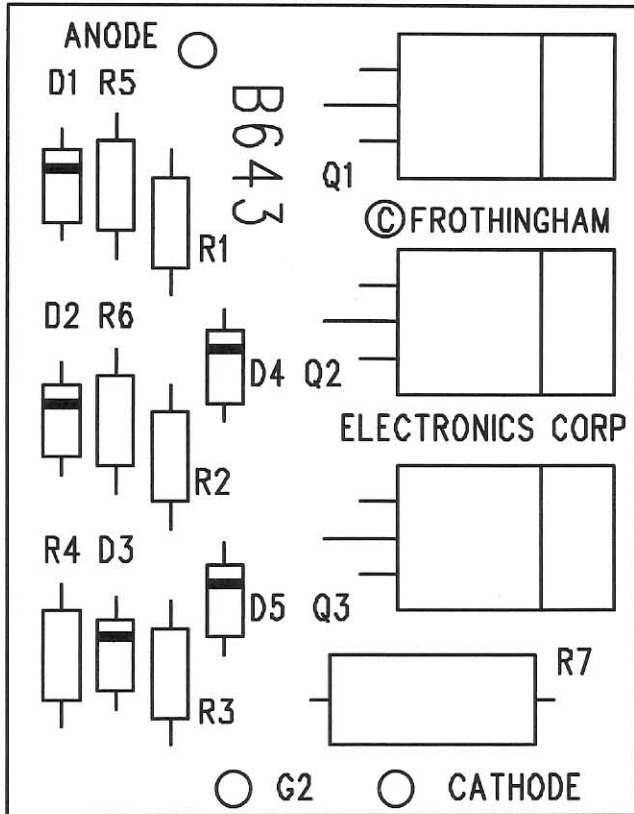 ANODE
D1 R5
B643
Q1
R1
© FROTHINGHAM
D2 R6
D4 Q2
ELECTRONICS CORP
R2
R4 D3
D5 Q3
R7
R3
G2 CATHODE